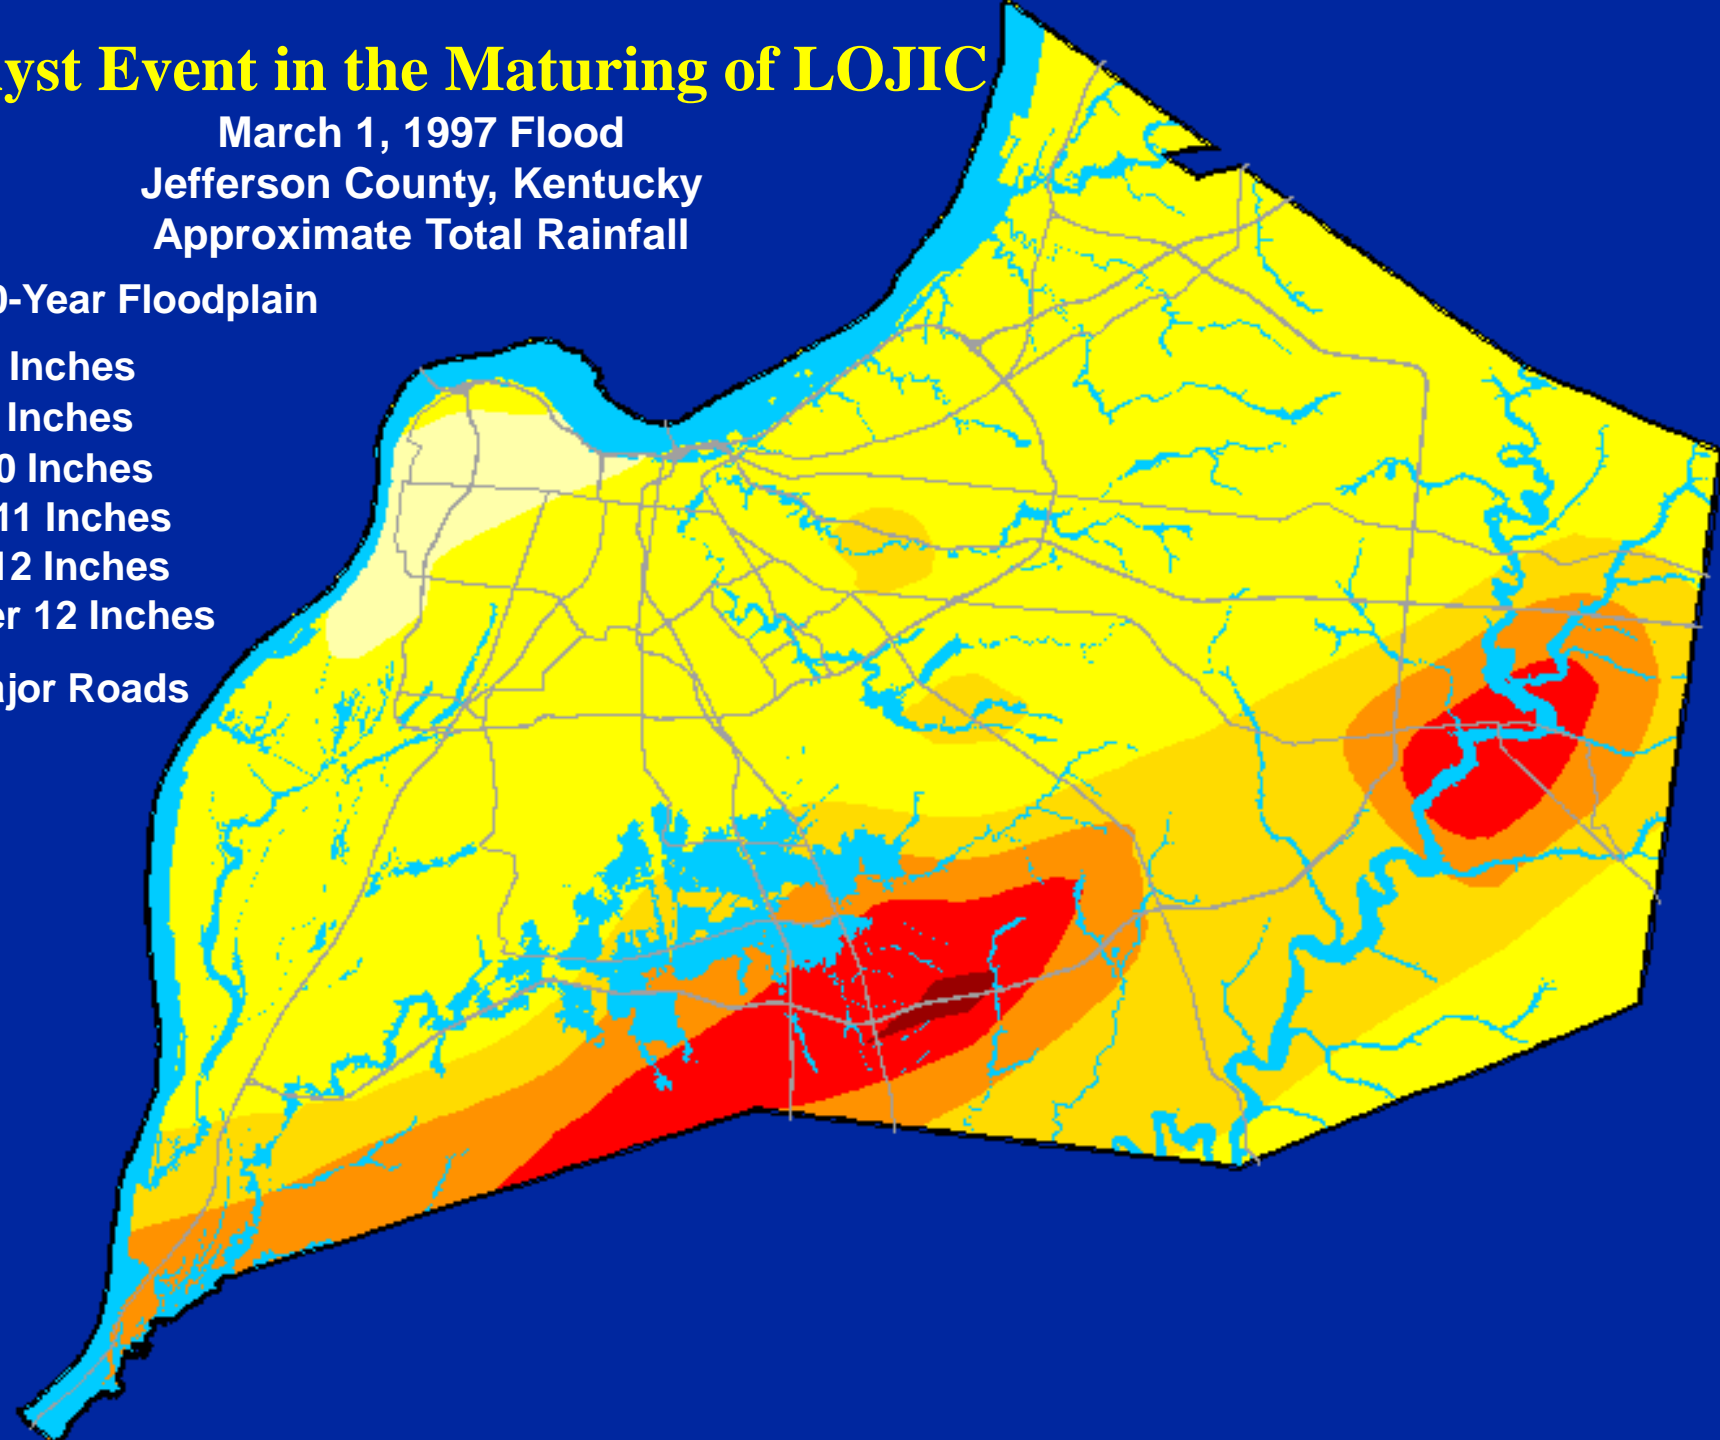 lyst Event in the Maturing of LOJIC
March 1, 1997 Flood
Jefferson County, Kentucky
Approximate Total Rainfall
0-Year Floodplain
Inches
Inches
0 Inches
11 Inches
12 Inches
er 12 Inches
ajor Roads